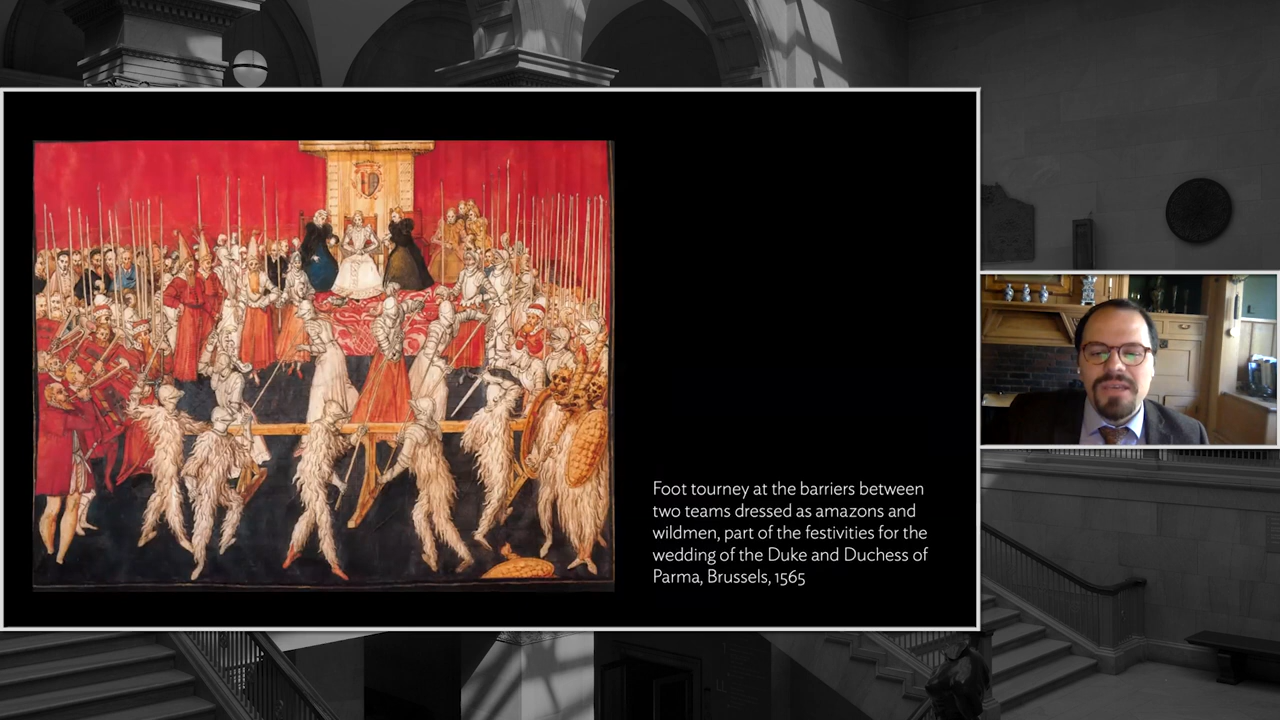 Foot tourney at the barriers between
two teams dressed as amazons and
wildmen, part of the festivities for the
wedding of the Duke and Duchess of
Parma, Brussels, 1565